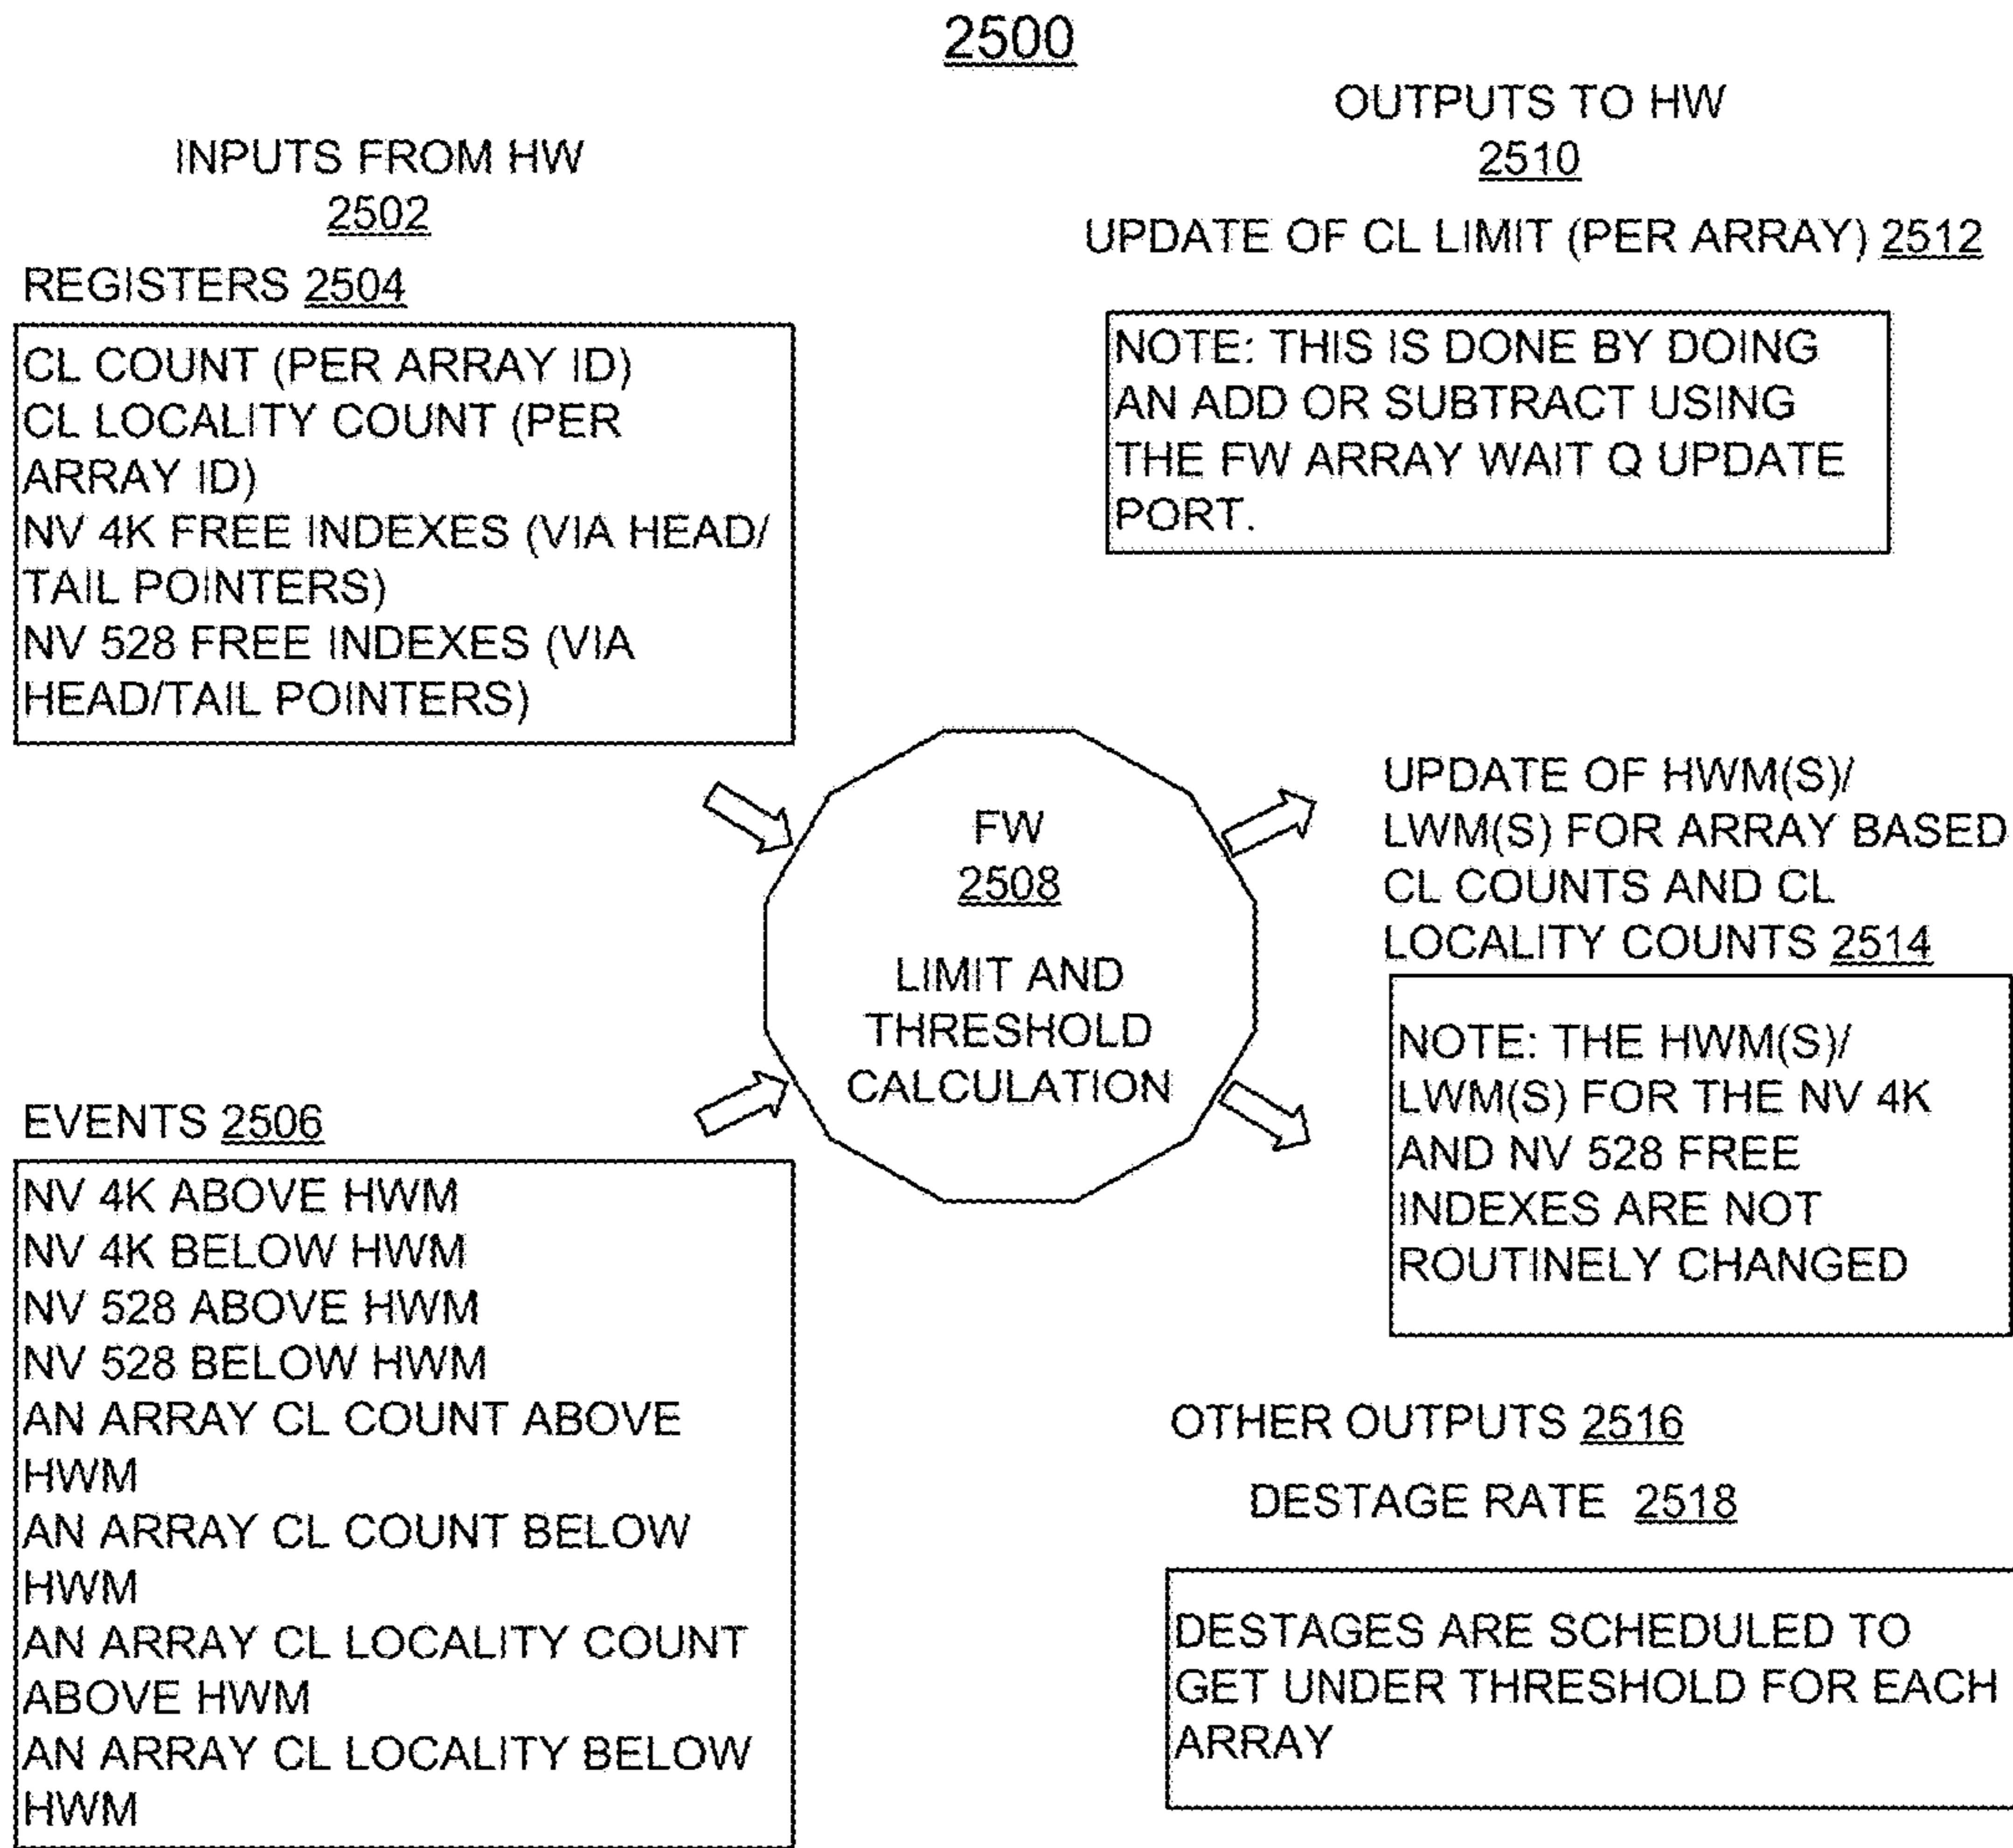 2500
INPUTS FROM HW
2502
REGISTERS 2504
CL COUNT (PER ARRAY ID)
CL LOCALITY COUNT (PER
ARRAY ID)
NV 4K FREE INDEXES (VIA HEAD/
TAIL POINTERS)
NV 528 FREE INDEXES (VIA
HEAD/TAIL POINTERS)
EVENTS 2506
NV 4K ABOVE HWM
NV 4K BELOW HWM
NV 528 ABOVE HWM
NV 528 BELOW HWM
AN ARRAY CL COUNT ABOVE
HWM
AN ARRAY CL COUNT BELOW
HWM
AN ARRAY CL LOCALITY COUNT
ABOVE HWM
AN ARRAY CL LOCALITY BELOW
HWM
FW
2508
LIMIT AND
THRESHOLD
CALCULATION
OUTPUTS TO HW
2510
UPDATE OF CL LIMIT (PER ARRAY) 2512
NOTE: THIS IS DONE BY DOING
AN ADD OR SUBTRACT USING
THE FW ARRAY WAIT Q UPDATE
PORT.
UPDATE OF HWM(S)/
LWM(S) FOR ARRAY BASED
CL COUNTS AND CL
LOCALITY COUNTS 2514
NOTE: THE HWM(S)/
LWM(S) FOR THE NV 4K
AND NV 528 FREE
INDEXES ARE NOT
ROUTINELY CHANGED
OTHER OUTPUTS 2516
DESTAGE RATE 2518
DESTAGES ARE SCHEDULED TO
GET UNDER THRESHOLD FOR EACH
ARRAY